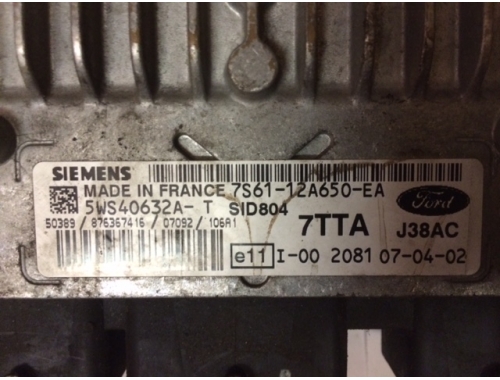 SIEMENS
MADE IN FRANCE 7S61-12A650-EA
5WS40632A- T SID804
50389 / 876367416 / 07092 / 106A1
7TTA
Ford
J38AC
e11 I-00 2081 07-04-02